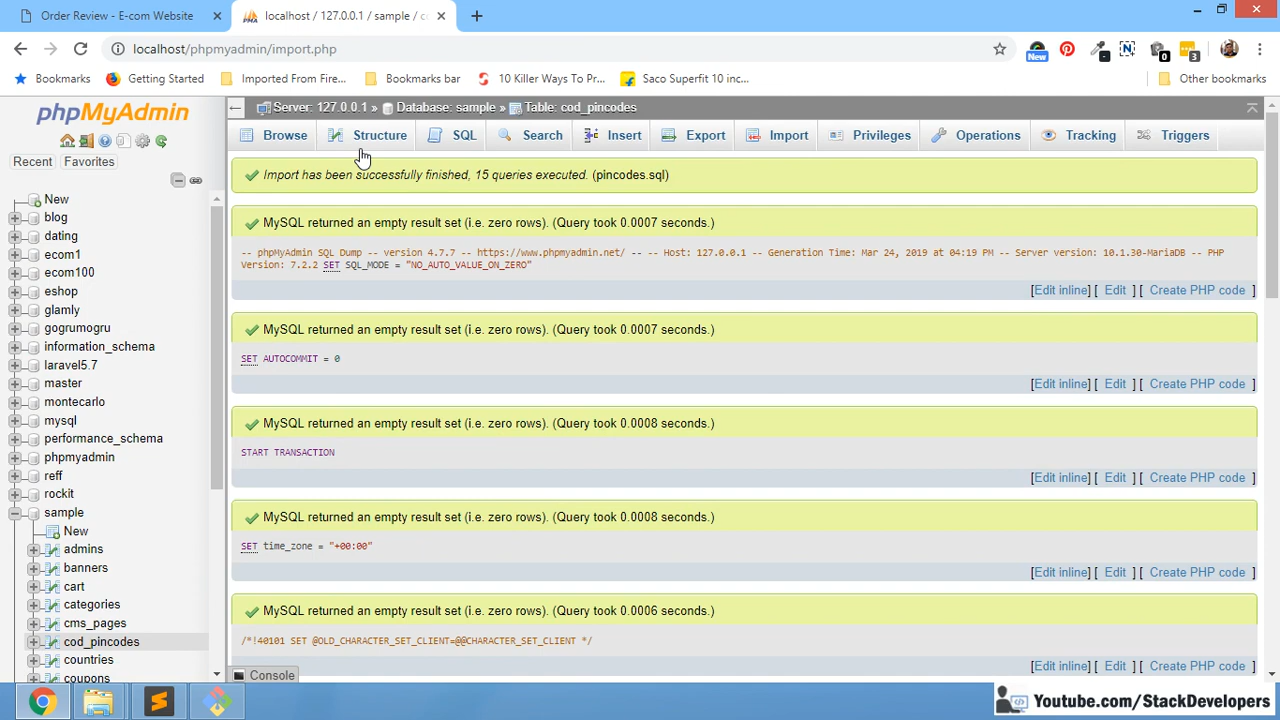 Order Review - E-com Website
localhost / 127.0.0.1 / sample / co
localhost/phpmyadmin/import.php
New
0
3
Bookmarks
Getting Started
Imported From Fire...
Bookmarks bar
10 Killer Ways To Pr...
Saco Superfit 10 inc...
Other bookmarks
phpMyAdmin
Recent
Favorites
New
blog
dating
ecom1
ecom100
eshop
glamly
gogrumogru
information_schema
laravel5.7
master
montecarlo
mysql
performance_schema
phpmyadmin
reff
rockit
sample
New
admins
banners
cart
categories
cms_pages
cod_pincodes
countries
coupons
Server: 127.0.0.1 » Database: sample » Table: cod_pincodes
Browse
Structure
SQL
Search
Insert
Export
Import
Privileges
Operations
Tracking
Triggers
Import has been successfully finished, 15 queries executed. (pincodes.sql)
MySQL returned an empty result set (i.e. zero rows). (Query took 0.0007 seconds.)
-- phpMyAdmin SQL Dump -- version 4.7.7 -- https://www.phpmyadmin.net/ -- -- Host: 127.0.0.1 -- Generation Time: Mar 24, 2019 at 04:19 PM -- Server version: 10.1.30-MariaDB -- PHP
Version: 7.2.2 SET SQL_MODE = "NO_AUTO_VALUE_ON_ZERO"
[Edit inline] [ Edit ] [ Create PHP code ]
MySQL returned an empty result set (i.e. zero rows). (Query took 0.0007 seconds.)
SET AUTOCOMMIT = 0
[Edit inline] [ Edit ] [ Create PHP code ]
MySQL returned an empty result set (i.e. zero rows). (Query took 0.0008 seconds.)
START TRANSACTION
[Edit inline] [ Edit ] [ Create PHP code ]
MySQL returned an empty result set (i.e. zero rows). (Query took 0.0008 seconds.)
SET time_zone = "+00:00"
[Edit inline] [ Edit ] [ Create PHP code ]
MySQL returned an empty result set (i.e. zero rows). (Query took 0.0006 seconds.)
/*!40101 SET @OLD_CHARACTER_SET_CLIENT=@@CHARACTER_SET_CLIENT */
[Edit inline] [ Edit ] [ Create PHP code ]
Console
Youtube.com/StackDevelopers